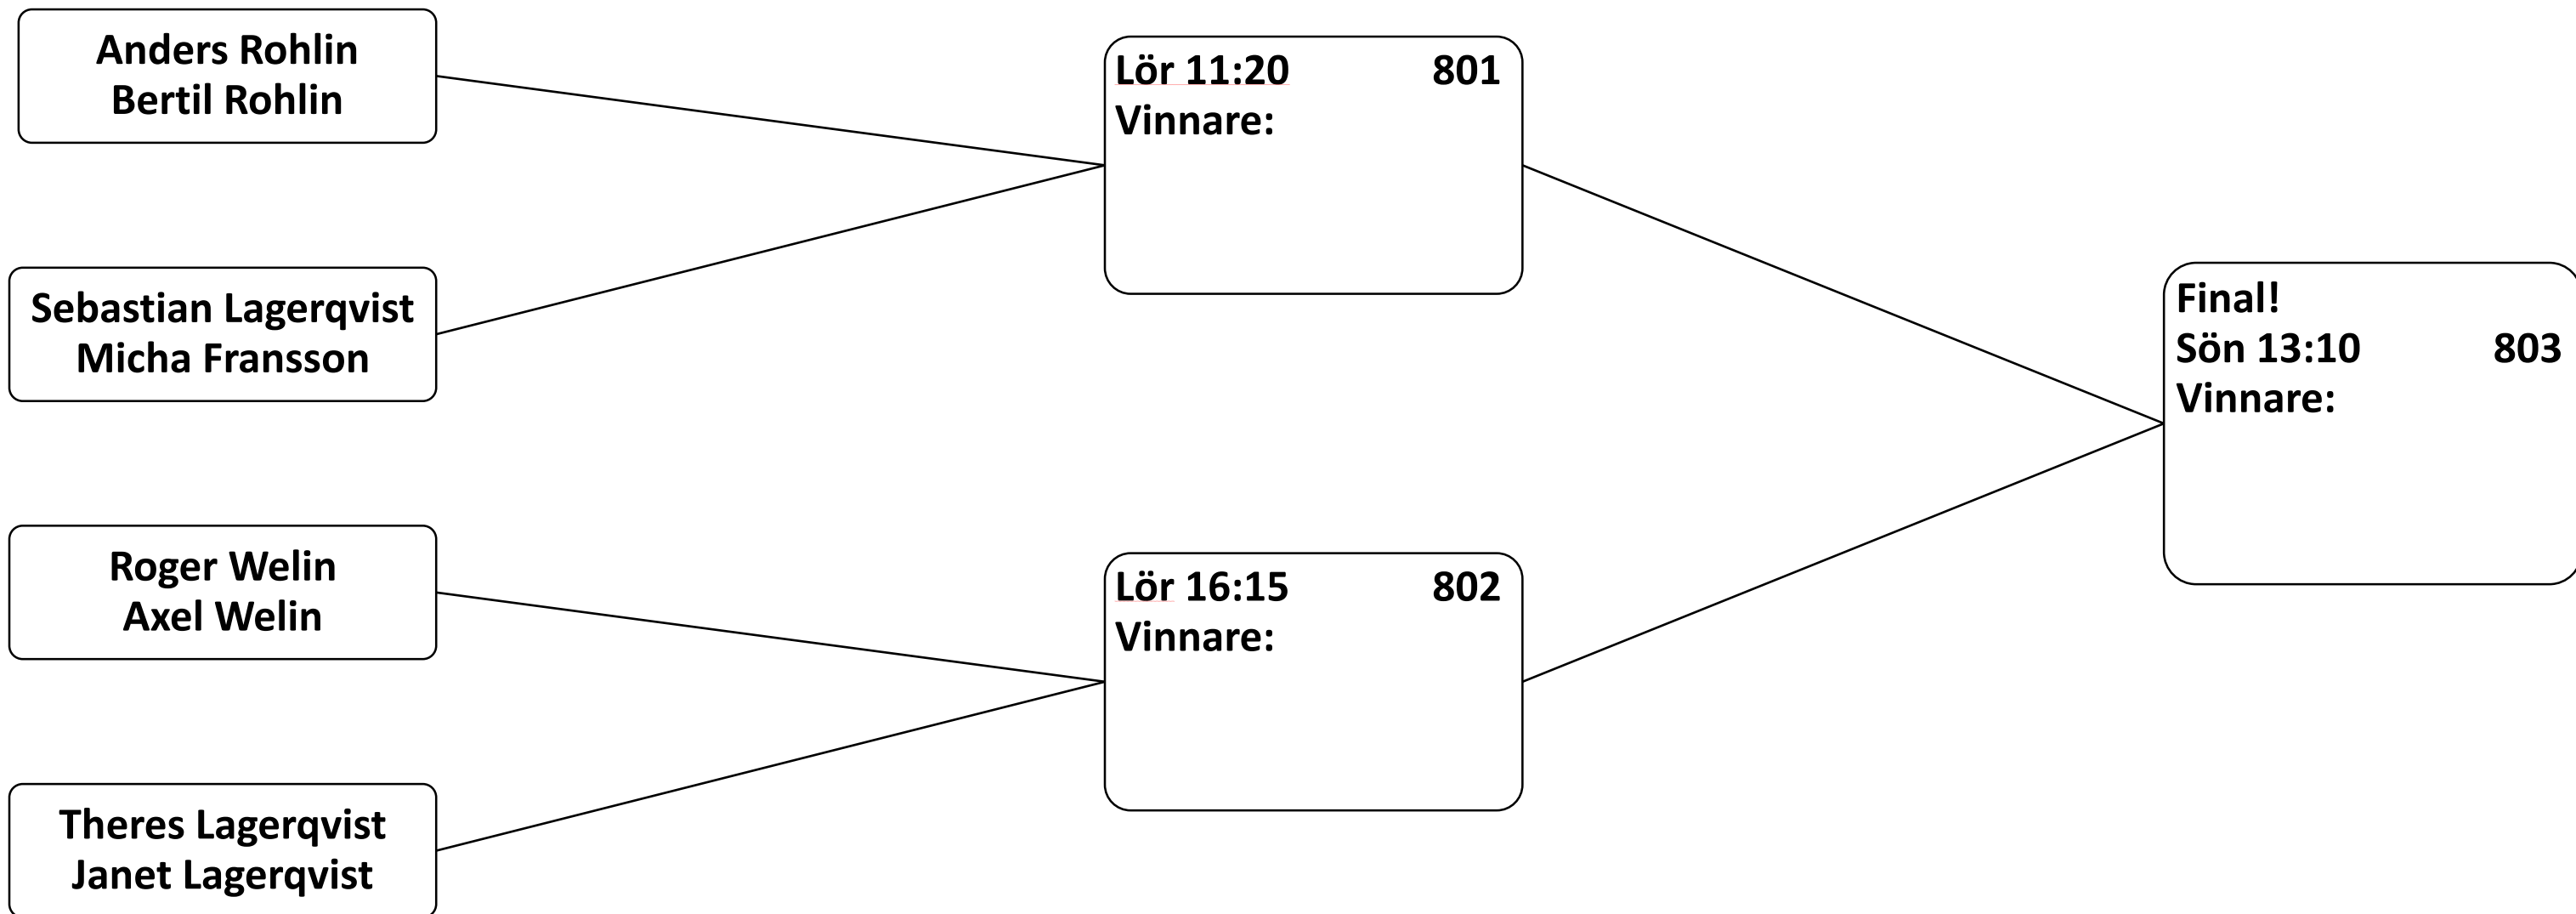 Anders Rohlin
Bertil Rohlin
Sebastian Lagerqvist
Micha Fransson
Roger Welin
Axel Welin
Theres Lagerqvist
Janet Lagerqvist
Lör 11:20 801
Vinnare:
Lör 16:15 802
Vinnare:
Final!
Sön 13:10 803
Vinnare: